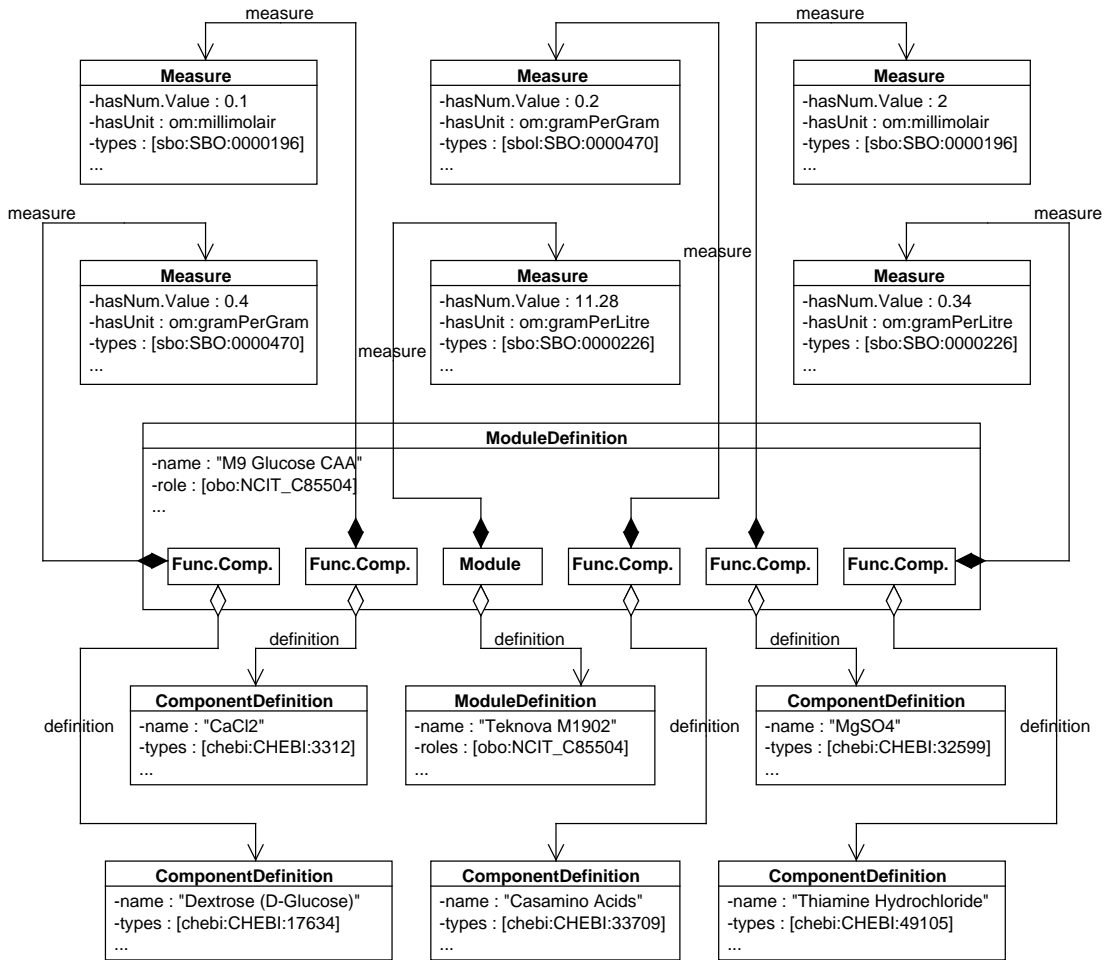 measure
measure
measure
Measure
-hasNum.Value : 0.1
-hasUnit : om:millimolair
-types : [sbo:SBO:0000196]
...
Measure
-hasNum.Value : 0.2
-hasUnit : om:gramPerGram
-types : [sbol:SBO:0000470]
...
Measure
-hasNum.Value : 2
-hasUnit : om:millimolair
-types : [sbo:SBO:0000196]
...
measure
measure
measure
measure
Measure
-hasNum.Value : 0.4
-hasUnit : om:gramPerGram
-types : [sbo:SBO:0000470]
...
Measure
-hasNum.Value : 11.28
-hasUnit : om:gramPerLitre
-types : [sbo:SBO:0000226]
...
Measure
-hasNum.Value : 0.34
-hasUnit : om:gramPerLitre
-types : [sbo:SBO:0000226]
...
ModuleDefinition
-name : "M9 Glucose CAA"
-role : [obo:NCIT_C85504]
...
Func.Comp.
Func.Comp.
Module
Func.Comp.
Func.Comp.
Func.Comp.
definition
definition
definition
definition
definition
definition
ComponentDefinition
-name : "CaCl2"
-types : [chebi:CHEBI:3312]
...
ModuleDefinition
-name : "Teknova M1902"
-roles : [obo:NCIT_C85504]
...
ComponentDefinition
-name : "MgSO4"
-types : [chebi:CHEBI:32599]
...
ComponentDefinition
-name : "Dextrose (D-Glucose)"
-types : [chebi:CHEBI:17634]
...
ComponentDefinition
-name : "Casamino Acids"
-types : [chebi:CHEBI:33709]
...
ComponentDefinition
-name : "Thiamine Hydrochloride"
-types : [chebi:CHEBI:49105]
...